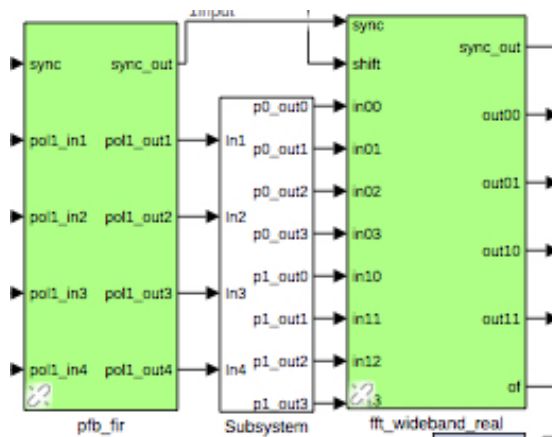 1input
sync
sync_out
pol1_in1
pol1_out1
pol1_in2
pol1_out2
pol1_in3
pol1_out3
pol1_in4
pol1_out4
pfb_fir
In1
In2
In3
In4
p0_out0
p0_out1
p0_out2
p0_out3
p1_out0
p1_out1
p1_out2
p1_out3
Subsystem
sync
shift
in00
in01
in02
in03
in10
in11
in12
3
sync_out
out00
out01
out10
out11
of
fft_wideband_real